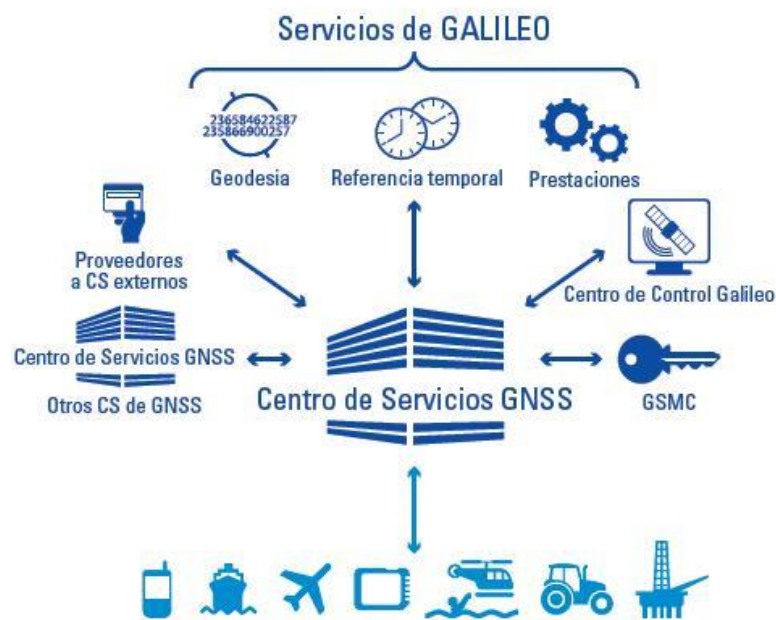 Servicios de GALILEO
236584622587
235866900257
Geodesia
Referencia temporal
Prestaciones
Proveedores
a CS externos
Centro de Control Galileo
Centro de Servicios GNSS
Otros CS de GNSS
Centro de Servicios GNSS
GSMC